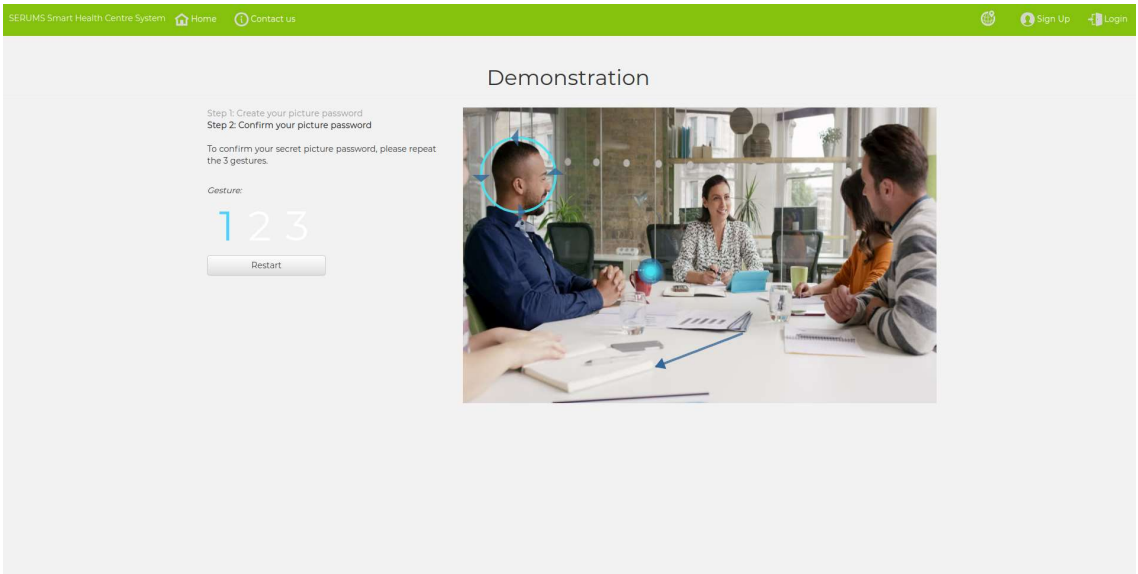 SERUMS Smart Health Centre System Home Contact us Sign Up Login
Demonstration
Step 1: Create your picture password
Step 2: Confirm your picture password
To confirm your secret picture password, please repeat
the 3 gestures.
Gesture:
1 2 3
Restart